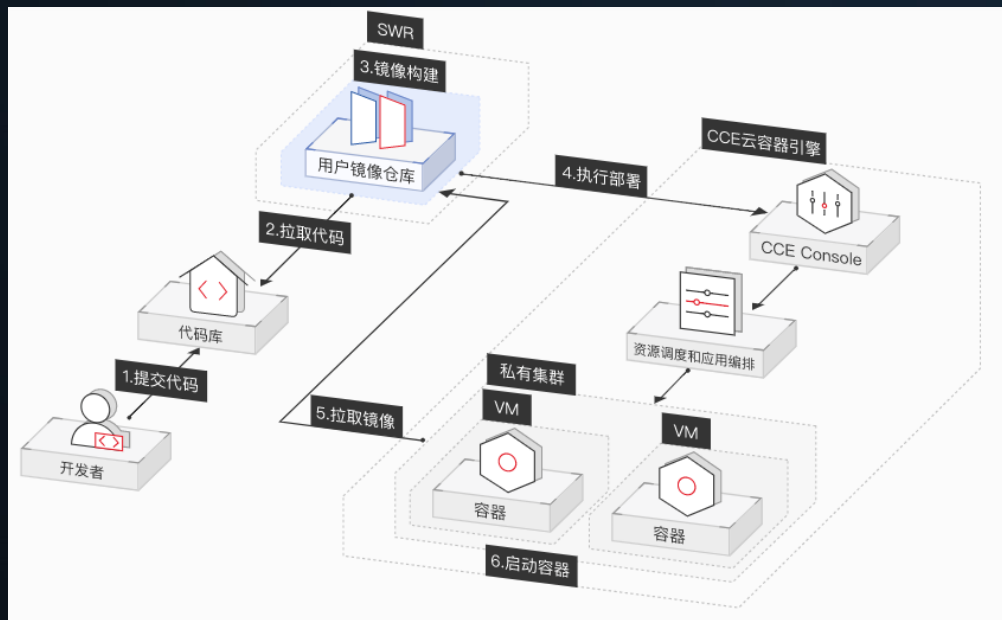 SWR
3.镜像构建
用户镜像仓库
CCE云容器引擎
4.执行部署
CCE Console
2.拉取代码
代码库
资源调度和应用编排
1.提交代码
私有集群
VM
VM
5.拉取镜像
开发者
容器
容器
6.启动容器